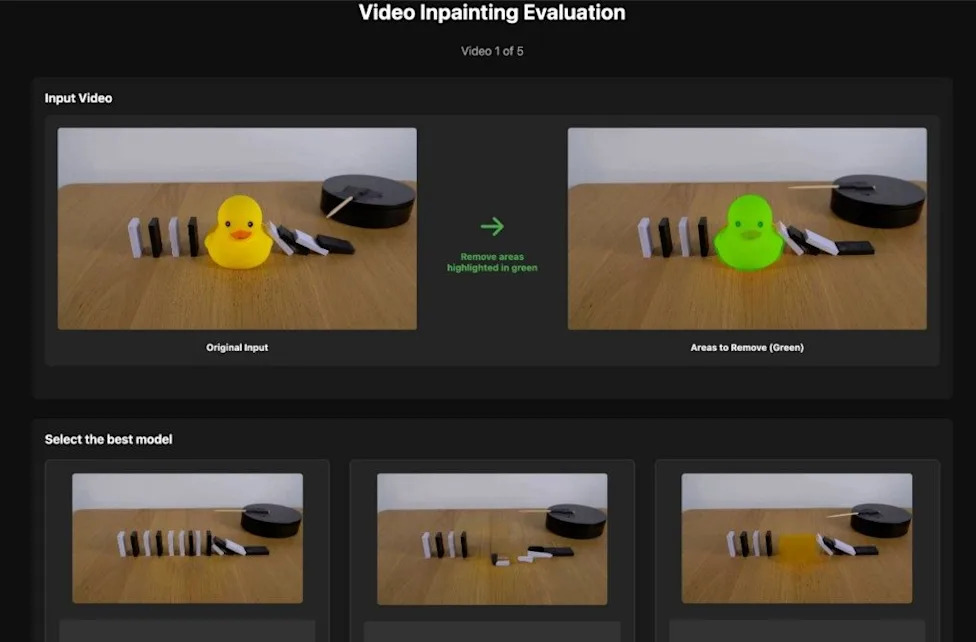 Video Inpainting Evaluation
Video 1 of 5
Input Video
Remove areas
highlighted in green
Original Input
Areas to Remove (Green)
Select the best model